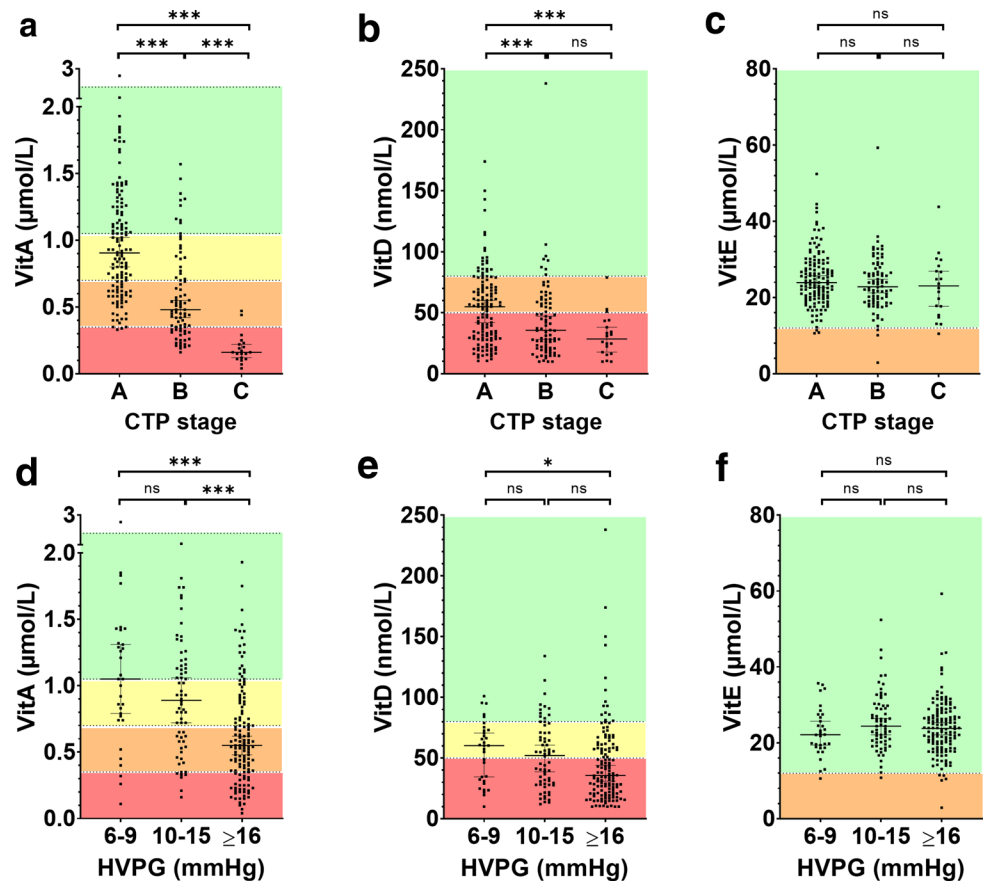 a
***
***
***
VitA (µmol/L)
3
2.0
1.0
0.5
0.0
A
B
C
CTP stage
b
***
***
ns
VitD (nmol/L)
250
200
150
100
50
0
A
B
C
CTP stage
c
ns
ns
ns
VitE (µmol/L)
80
60
40
20
0
A
B
C
CTP stage
d
***
ns
***
VitA (µmol/L)
3
2.0
1.5
1.0
0.5
0.0
6-9
10-15
≥16
HVPG (mmHg)
e
*
ns
ns
VitD (nmol/L)
250
200
150
100
50
0
6-9
10-15
≥16
HVPG (mmHg)
f
ns
ns
ns
VitE (µmol/L)
80
60
40
20
0
6-9
10-15
≥16
HVPG (mmHg)